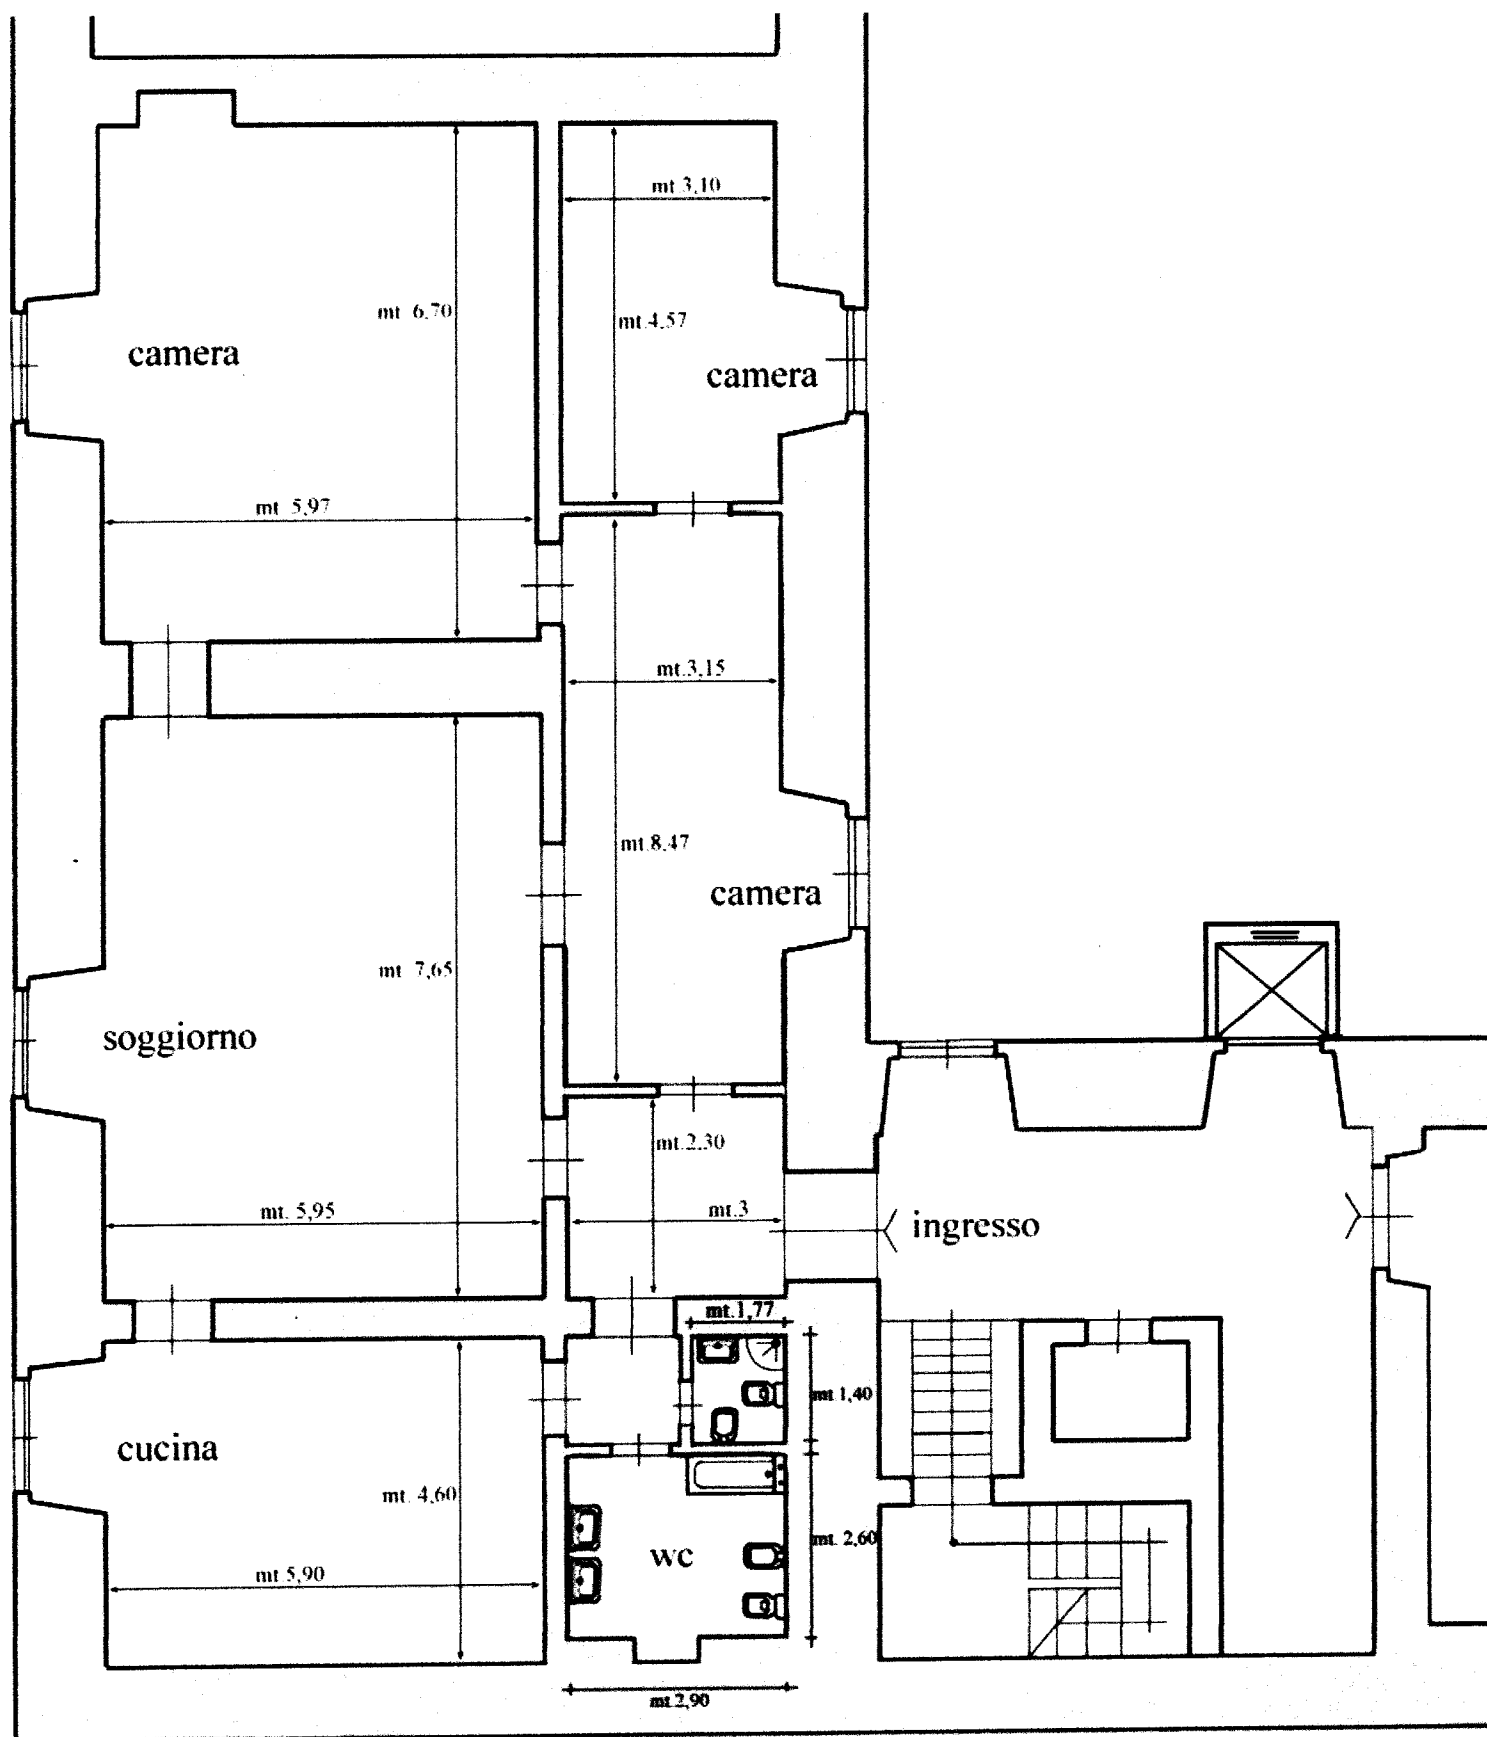 mt 3,10
mt 6,70
mt.4,57
camera
camera
mt 5,97
mt.3,15
mt.8,47
camera
mt 7,65
soggiorno
mt.2,30
mt. 5,95
mt.3
ingresso
mt.1,77
mt 1,40
cucina
mt. 4,60
mt. 2,60
wc
mt 5,90
mt 2,90